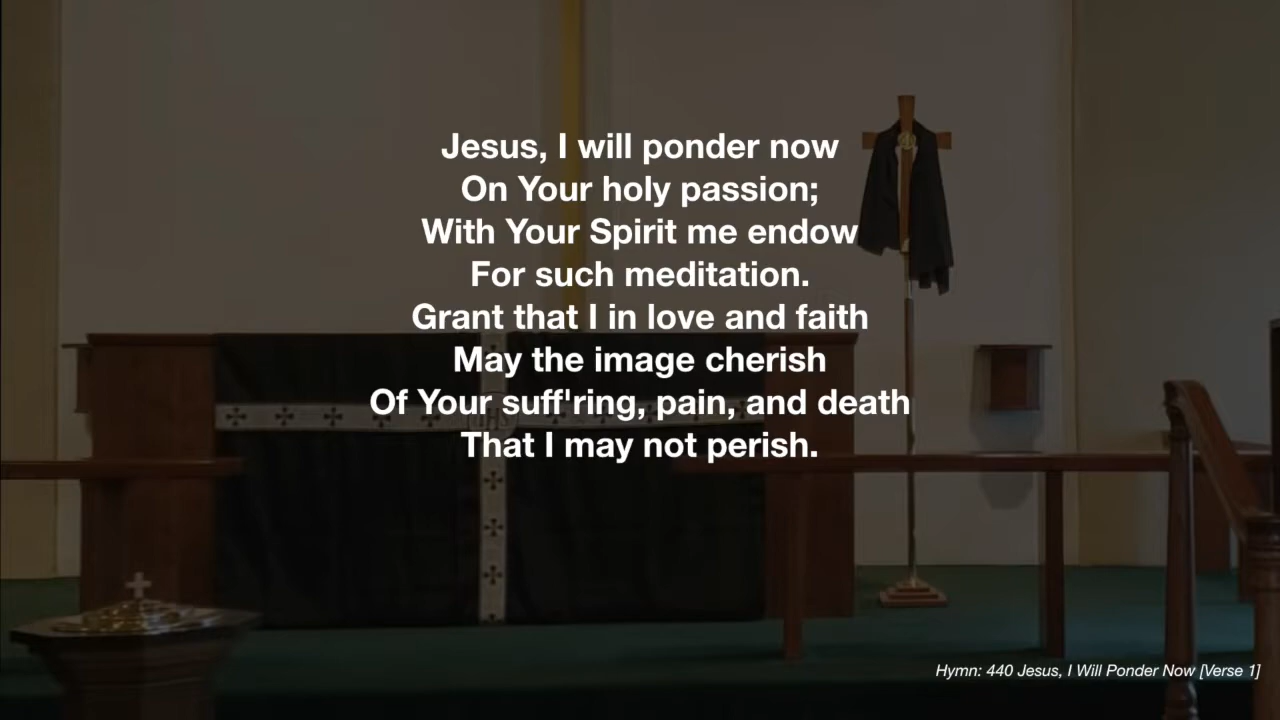 Jesus, I will ponder now
On Your holy passion;
With Your Spirit me endow
For such meditation.
Grant that I in love and faith
May the image cherish
Of Your suff'ring, pain, and death
That I may not perish.
Hymn: 440 Jesus, I Will Ponder Now [Verse 1]